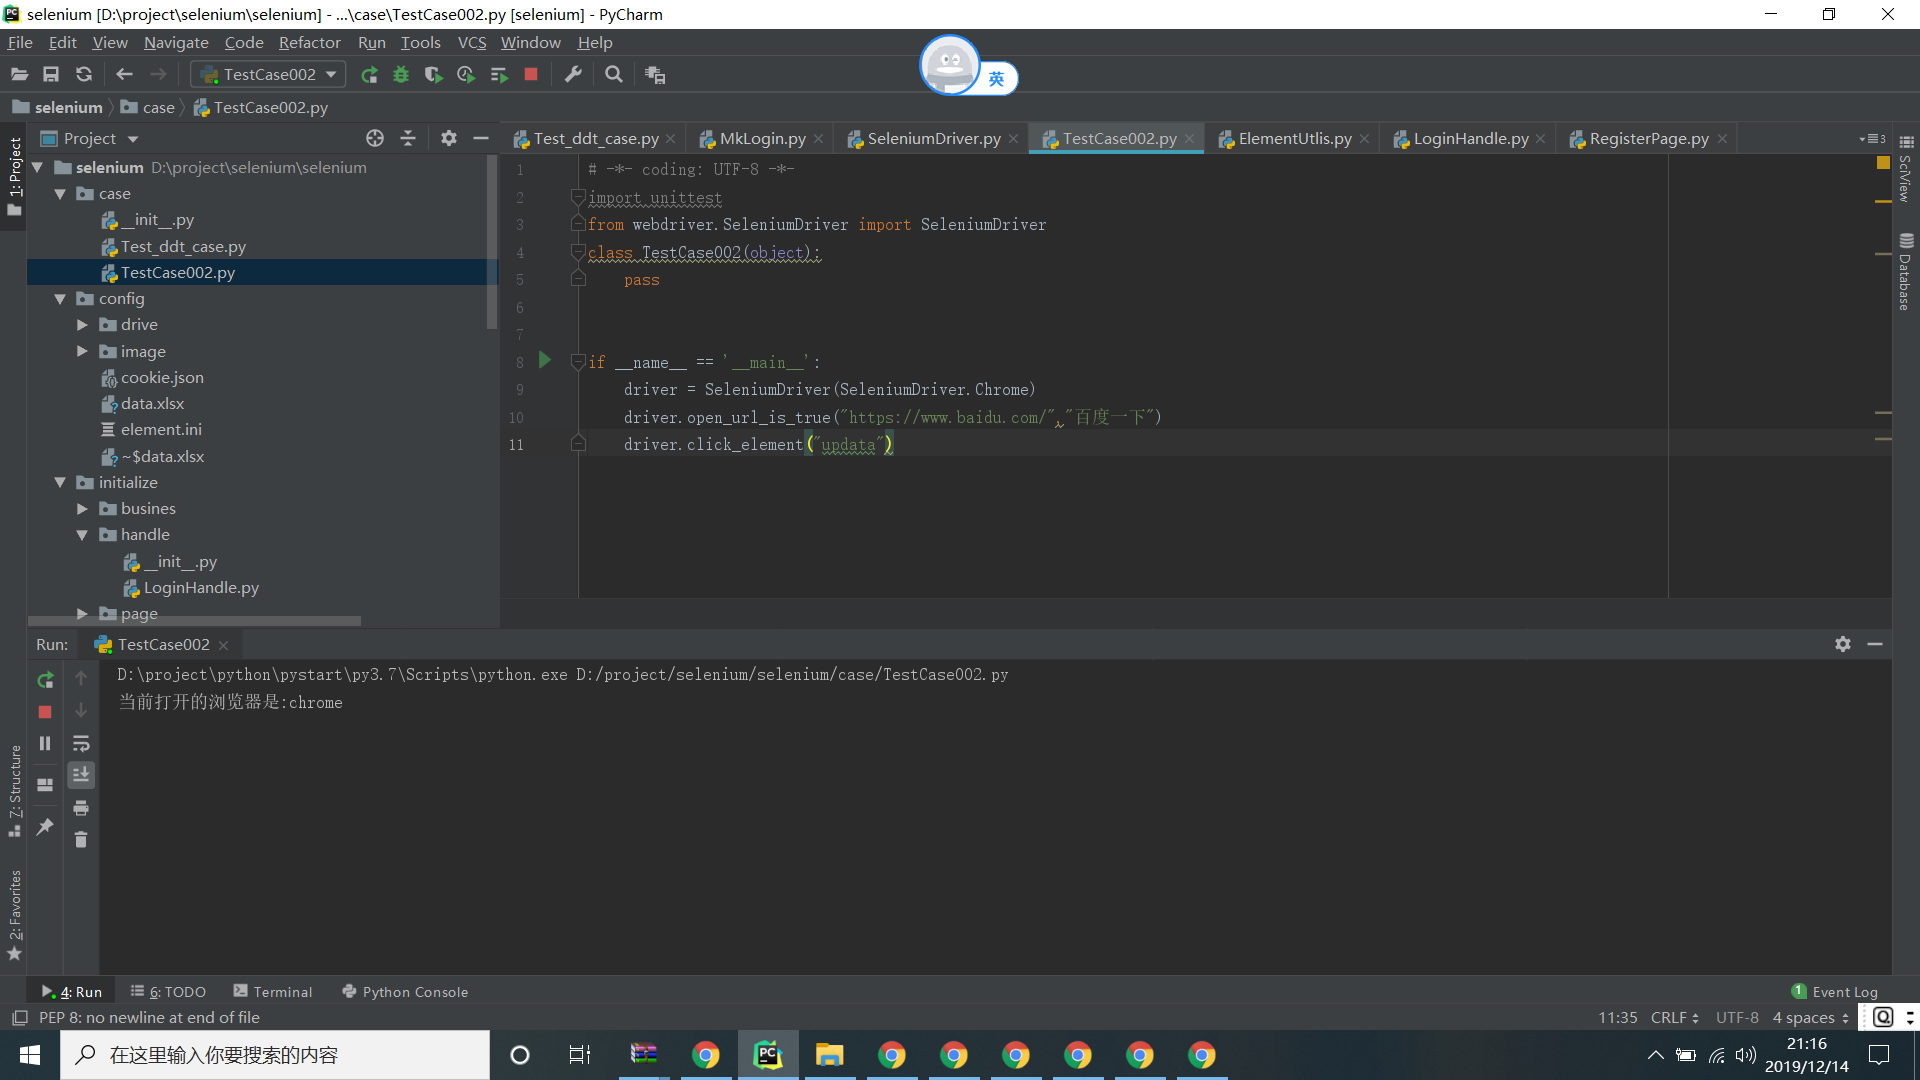 selenium [D:\project\selenium\selenium] - ...\case\TestCase002.py [selenium] - PyCharm
File Edit View Navigate Code Refactor Run Tools VCS Window Help
TestCase002
英
selenium case TestCase002.py
1: Project
Project
Test_ddt_case.py MkLogin.py SeleniumDriver.py TestCase002.py ElementUtlis.py LoginHandle.py RegisterPage.py
3
selenium D:\project\selenium\selenium
case
__init__.py
Test_ddt_case.py
TestCase002.py
config
drive
image
cookie.json
data.xlsx
element.ini
~$data.xlsx
initialize
busines
handle
__init__.py
LoginHandle.py
page
1 # -*- coding: UTF-8 -*-
2 import unittest
3 from webdriver.SeleniumDriver import SeleniumDriver
4 class TestCase002(object):
5 pass
6
7
8 if __name__ == '__main__':
9 driver = SeleniumDriver(SeleniumDriver.Chrome)
10 driver.open_url_is_true("https://www.baidu.com/","百度一下")
11 driver.click_element("updata")
SciView
Database
Run: TestCase002
D:\project\python\pystart\py3.7\Scripts\python.exe D:/project/selenium/selenium/case/TestCase002.py
当前打开的浏览器是:chrome
7: Structure
2: Favorites
4: Run 6: TODO Terminal Python Console
1 Event Log
PEP 8: no newline at end of file
11:35 CRLF UTF-8 4 spaces
在这里输入你要搜索的内容
PC
21:16
2019/12/14